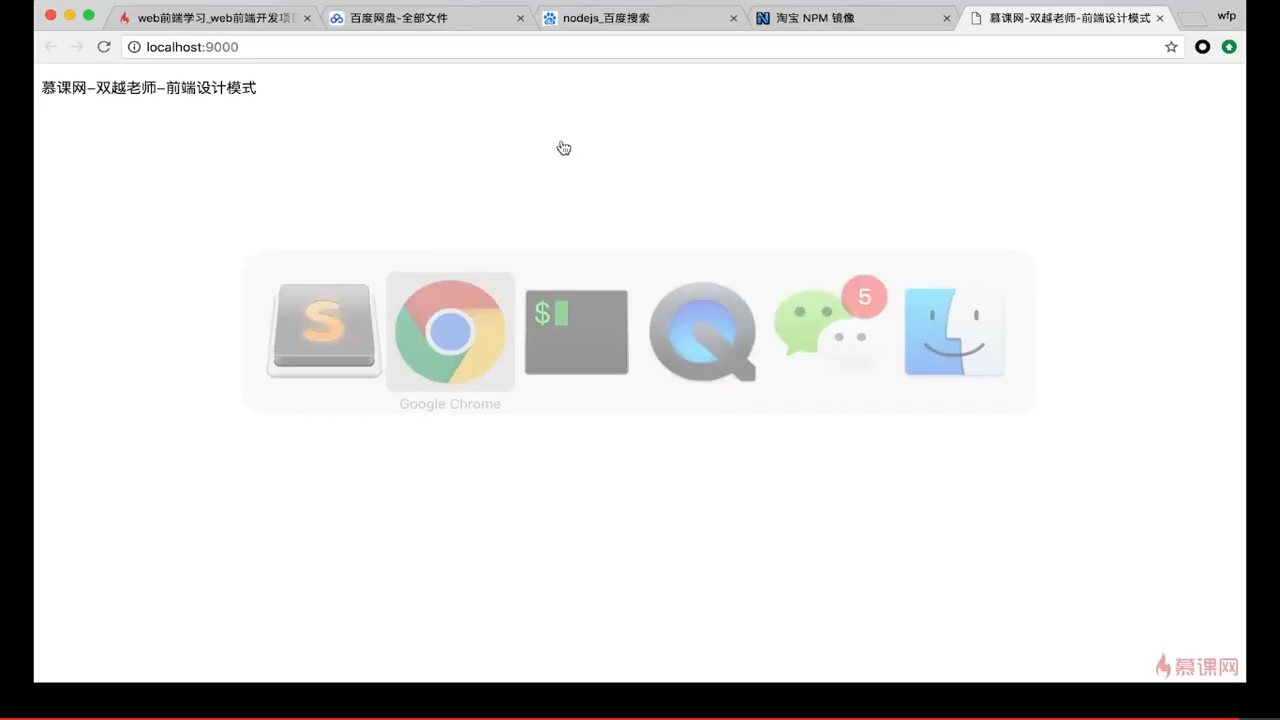 web前端学习_web前端开发项目
百度网盘-全部文件
nodejs_百度搜索
淘宝 NPM 镜像
慕课网-双越老师-前端设计模式
wfp
localhost:9000
慕课网-双越老师-前端设计模式
$
5
Google Chrome
慕课网